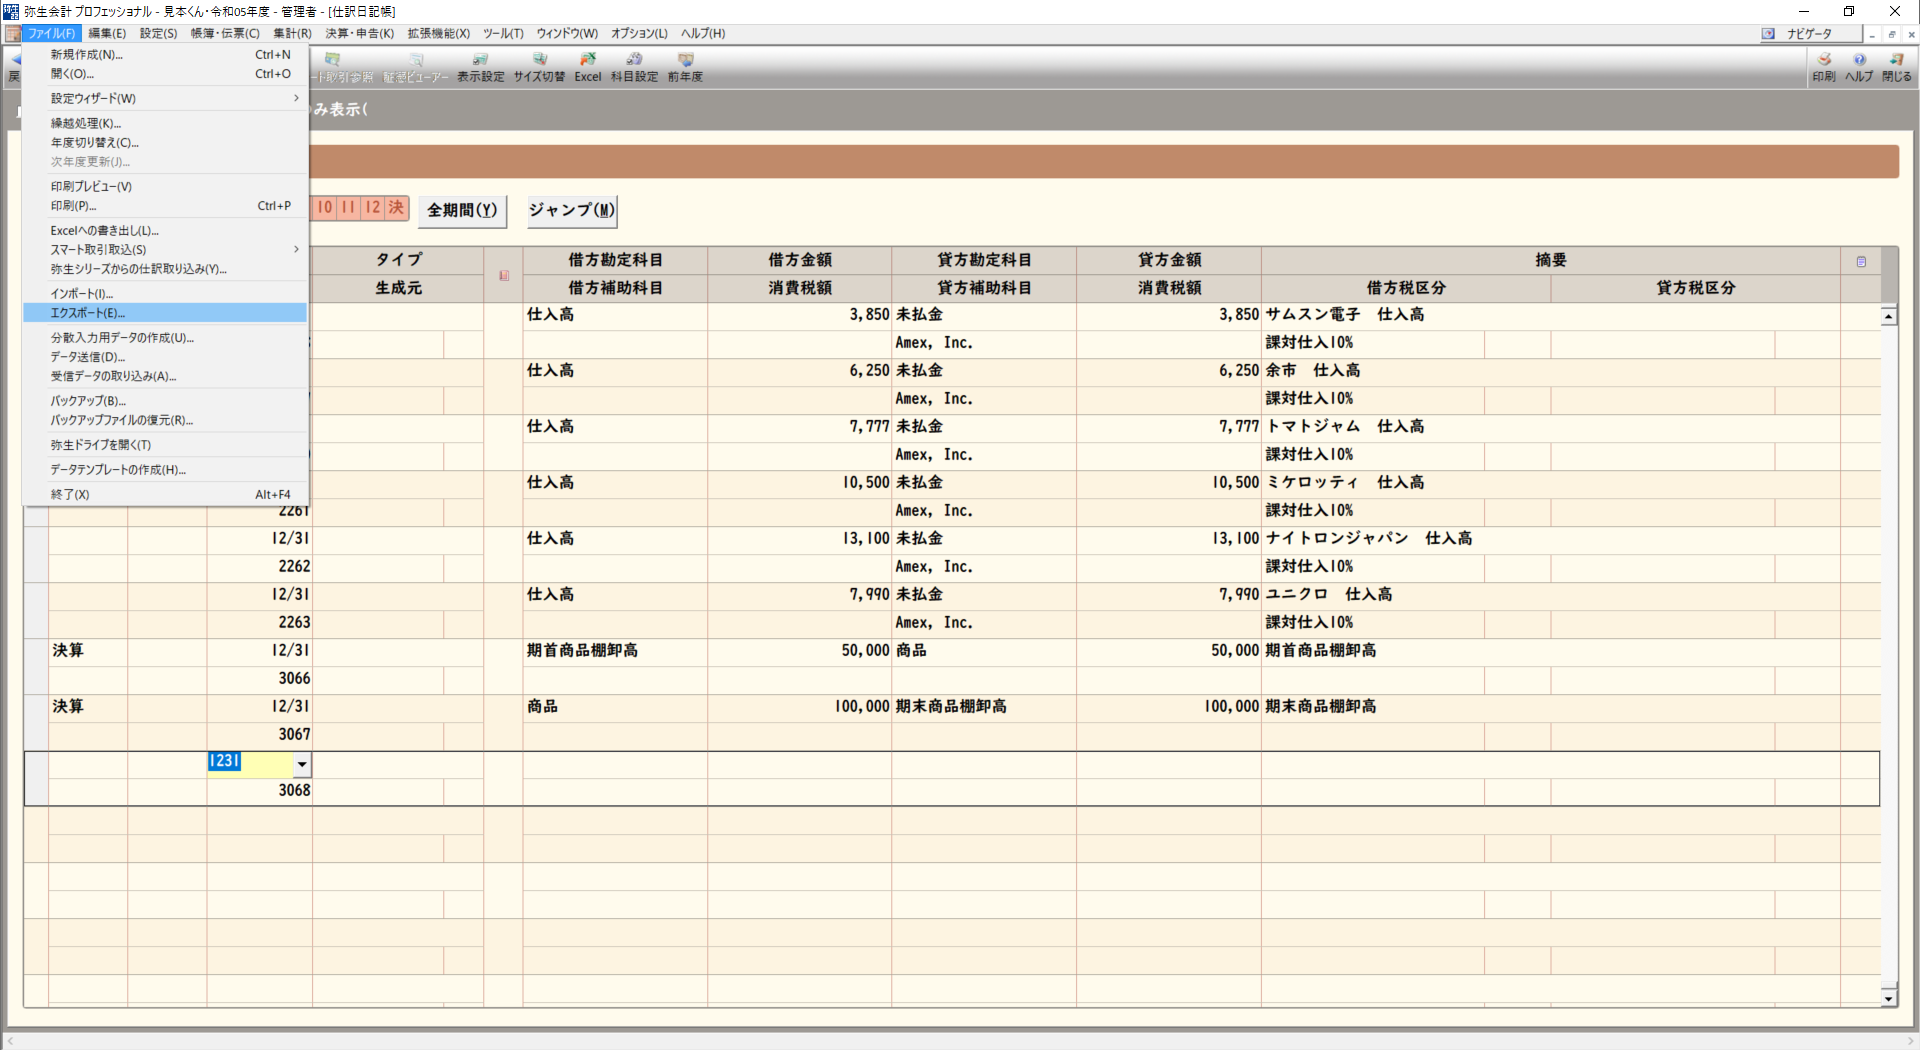 弥生会計 プロフェッショナル - 見本くん・令和05年度 - 管理者 - [仕訳日記帳]
ファイル(F) 編集(E) 設定(S) 帳簿・伝票(C) 集計(R) 決算・申告(K) 拡張機能(X) ツール(T) ウィンドウ(W) オプション(L) ヘルプ(H) ナビゲータ
戻 ート取引参照 証憑ビューアー 表示設定 サイズ切替 Excel 科目設定 前年度 印刷 ヘルプ 閉じる
新規作成(N)... Ctrl+N
開く(O)... Ctrl+O
設定ウィザード(W)
繰越処理(K)...
年度切り替え(C)...
次年度更新(J)...
印刷プレビュー(V)
印刷(P)... Ctrl+P
Excelへの書き出し(L)...
スマート取引取込(S)
弥生シリーズからの仕訳取り込み(Y)...
インポート(I)...
エクスポート(E)...
分散入力用データの作成(U)...
データ送信(D)...
受信データの取り込み(A)...
バックアップ(B)...
バックアップファイルの復元(R)...
弥生ドライブを開く(T)
データテンプレートの作成(H)...
終了(X) Alt+F4
み表示(
10 11 12 決 全期間(Y) ジャンプ(M)
タイプ 借方勘定科目 借方金額 貸方勘定科目 貸方金額 摘要
生成元 借方補助科目 消費税額 貸方補助科目 消費税額 借方税区分 貸方税区分
仕入高 3,850 未払金 3,850 サムスン電子 仕入高
Amex, Inc. 課対仕入10%
仕入高 6,250 未払金 6,250 余市 仕入高
Amex, Inc. 課対仕入10%
仕入高 7,777 未払金 7,777 トマトジャム 仕入高
Amex, Inc. 課対仕入10%
仕入高 10,500 未払金 10,500 ミケロッティ 仕入高
2261 Amex, Inc. 課対仕入10%
12/31 仕入高 13,100 未払金 13,100 ナイトロンジャパン 仕入高
2262 Amex, Inc. 課対仕入10%
12/31 仕入高 7,990 未払金 7,990 ユニクロ 仕入高
2263 Amex, Inc. 課対仕入10%
決算 12/31 期首商品棚卸高 50,000 商品 50,000 期首商品棚卸高
3066
決算 12/31 商品 100,000 期末商品棚卸高 100,000 期末商品棚卸高
3067
1231
3068